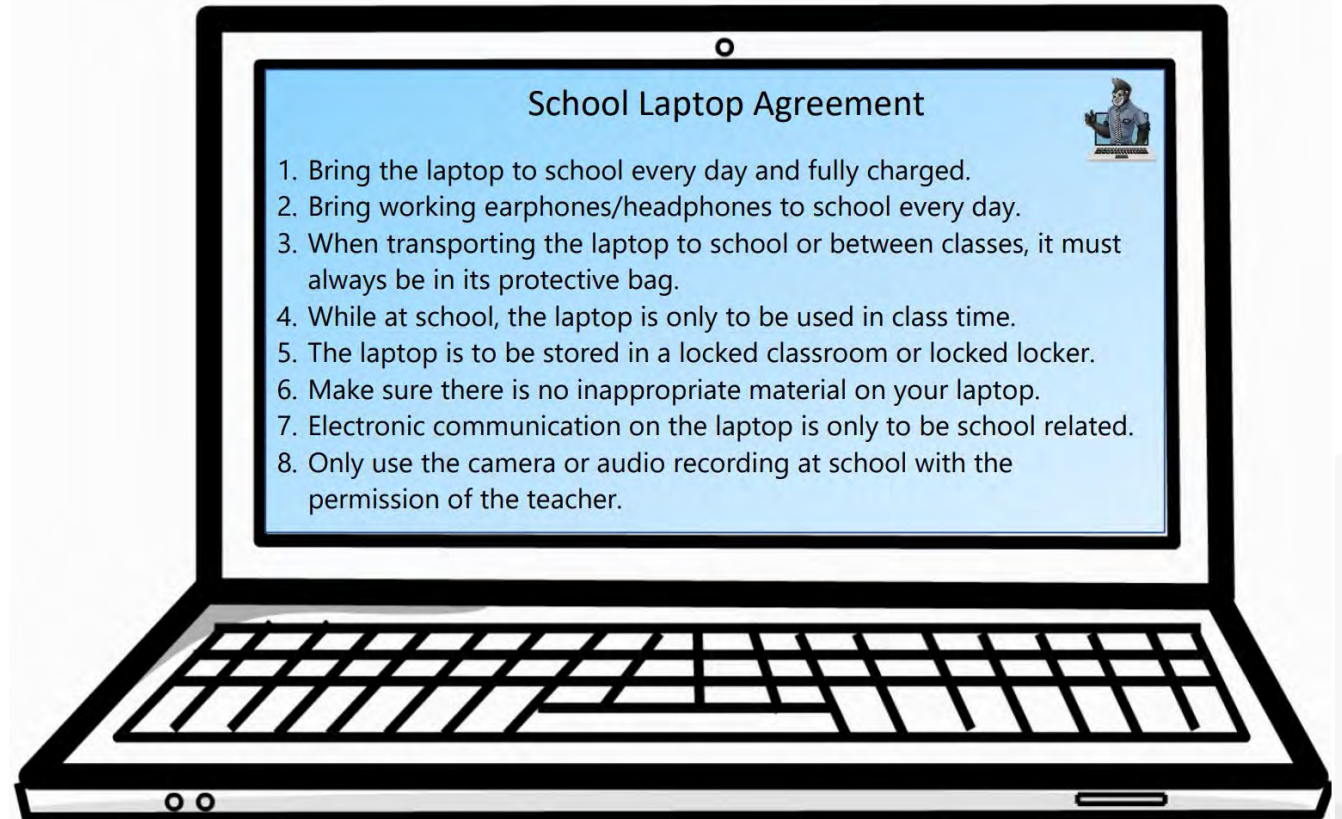 School Laptop Agreement
1. Bring the laptop to school every day and fully charged.
2. Bring working earphones/headphones to school every day.
3. When transporting the laptop to school or between classes, it must
always be in its protective bag.
4. While at school, the laptop is only to be used in class time.
5. The laptop is to be stored in a locked classroom or locked locker.
6. Make sure there is no inappropriate material on your laptop.
7. Electronic communication on the laptop is only to be school related.
8. Only use the camera or audio recording at school with the
permission of the teacher.